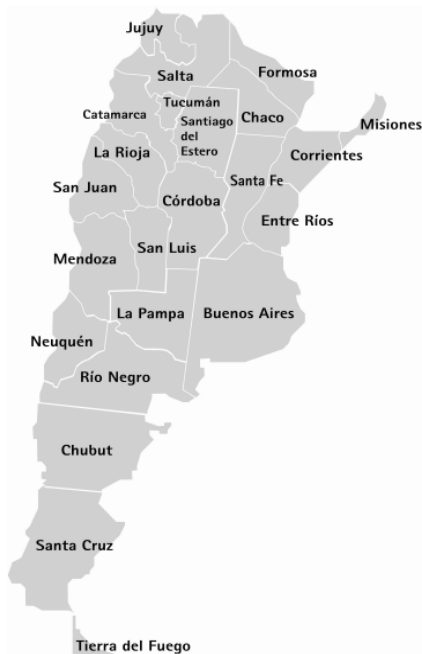 Jujuy
Salta
Formosa
Tucumán
Catamarca
Santiago
del
Estero
Chaco
Misiones
La Rioja
Corrientes
San Juan
Santa Fe
Córdoba
Entre Ríos
San Luis
Mendoza
La Pampa
Buenos Aires
Neuquén
Río Negro
Chubut
Santa Cruz
Tierra del Fuego